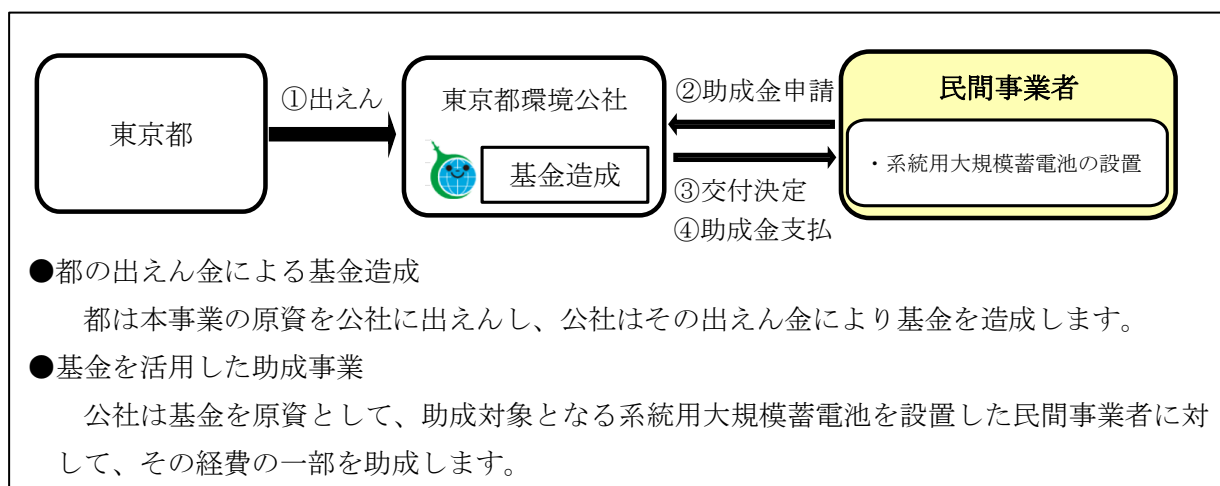 東京都
①出えん
東京都環境公社
基金造成
②助成金申請
③交付決定
④助成金支払
民間事業者
・系統用大規模蓄電池の設置
●都の出えん金による基金造成
都は本事業の原資を公社に出えんし、公社はその出えん金により基金を造成します。
●基金を活用した助成事業
公社は基金を原資として、助成対象となる系統用大規模蓄電池を設置した民間事業者に対
して、その経費の一部を助成します。